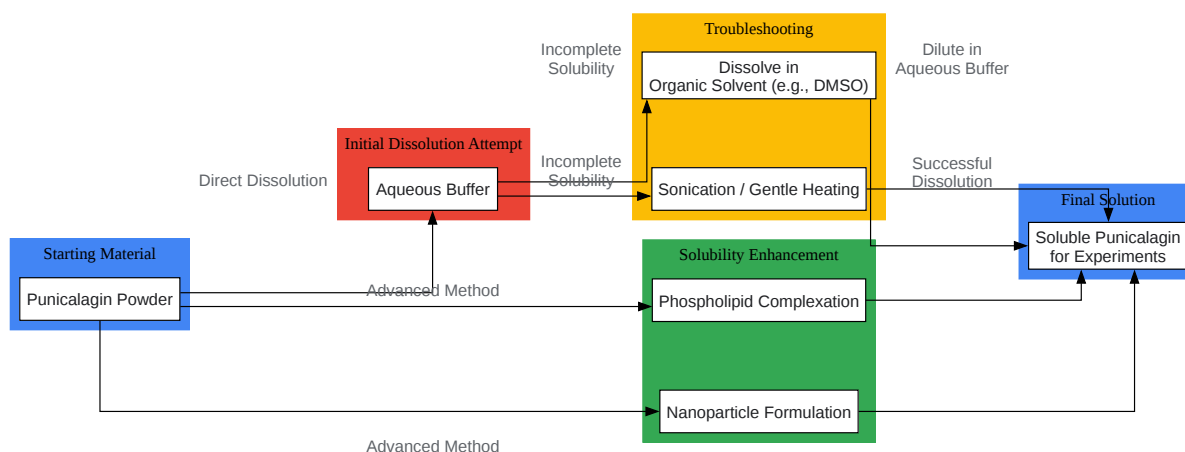 Troubleshooting
Incomplete
Solubility
Dissolve in
Organic Solvent (e.g., DMSO)
Dilute in
Aqueous Buffer
Initial Dissolution Attempt
Direct Dissolution
Aqueous Buffer
Incomplete
Solubility
Sonication / Gentle Heating
Successful
Dissolution
Final Solution
Soluble Punicalagin
for Experiments
Starting Material
Punicalagin Powder
Advanced Method
Solubility Enhancement
Phospholipid Complexation
Nanoparticle Formulation
Advanced Method